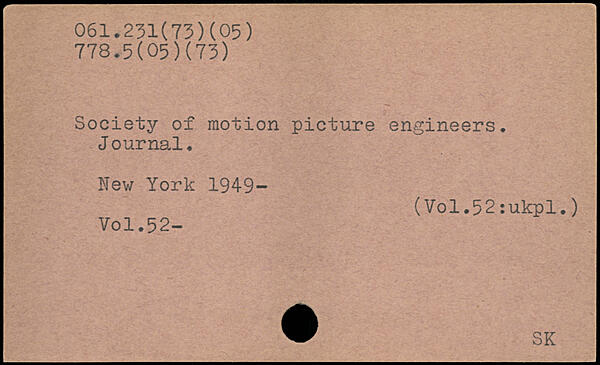 061.231(73)(05)
778.5(05)(73)
Society of motion picture engineers.
Journal.
New York 1949-
(Vol.52:ukpl.)
Vol.52-
SK